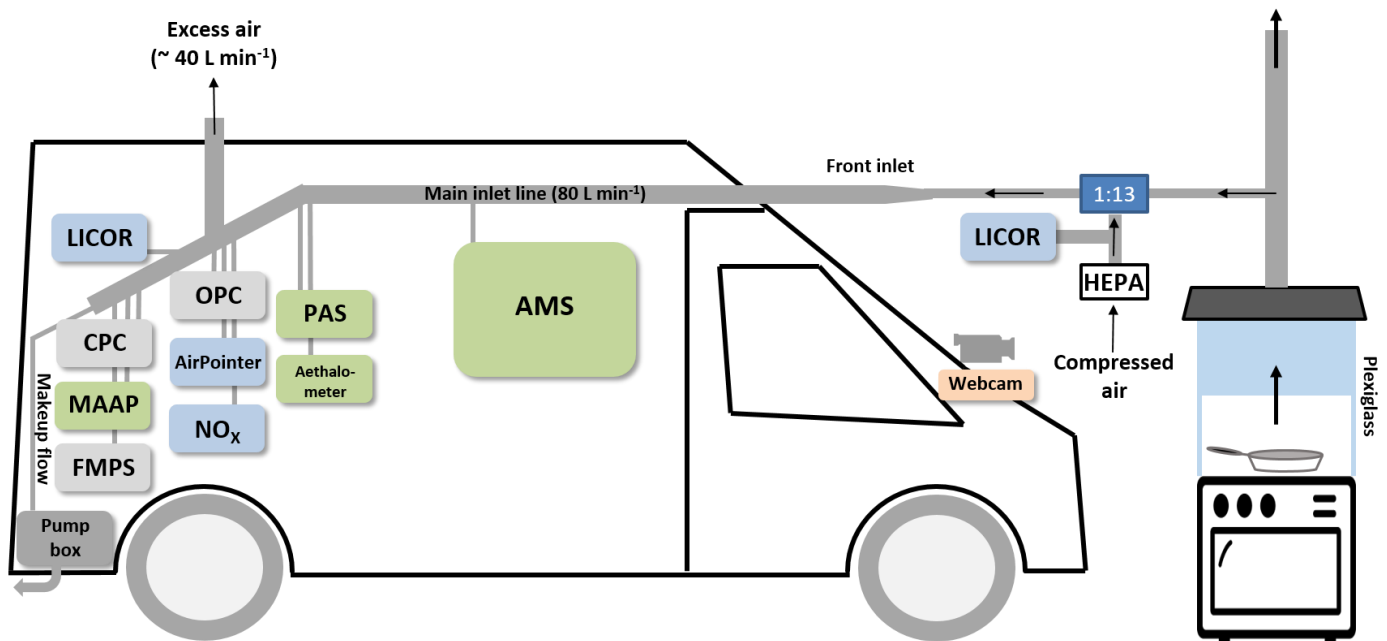 Excess air
(~ 40 L min⁻¹)
Front inlet
Main inlet line (80 L min⁻¹)
1:13
LICOR
LICOR
HEPA
OPC
PAS
AMS
CPC
AirPointer
Aethalo-
meter
Compressed
air
Webcam
Plexiglass
MAAP
NOX
Makeup flow
FMPS
Pump
box